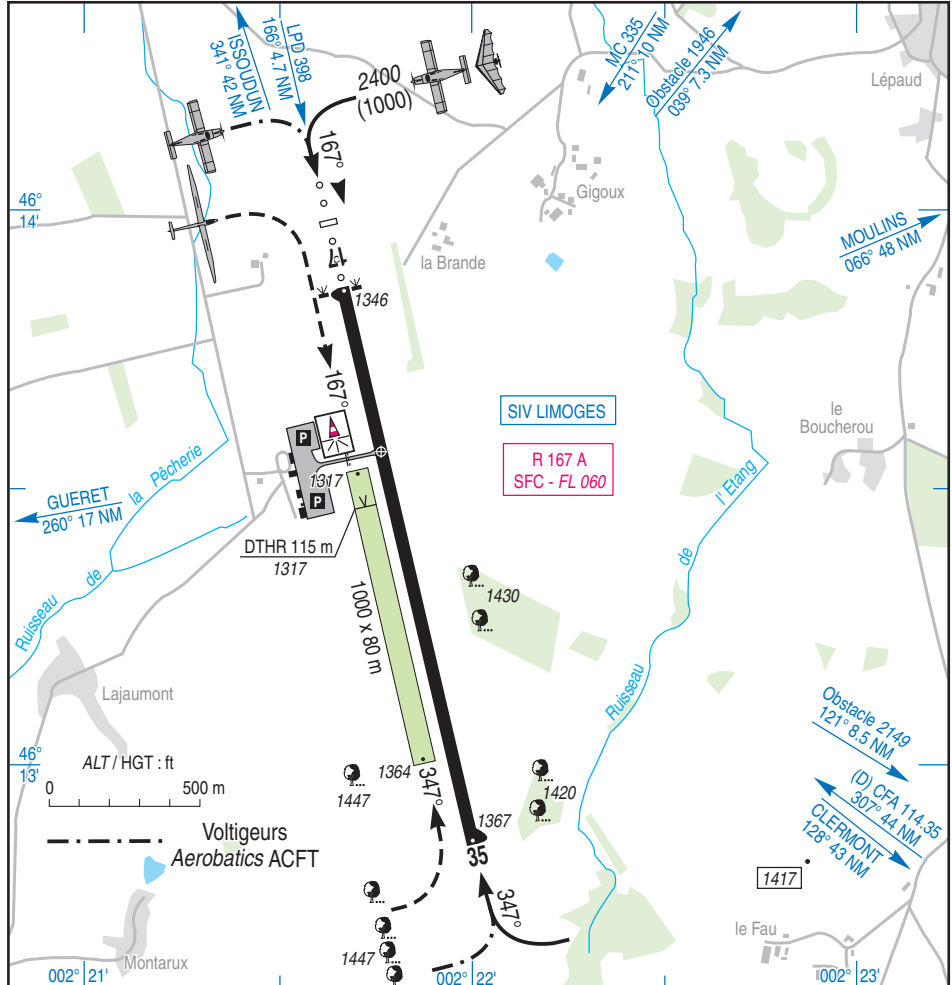 ISSOUDUN
341° 42 NM
LPD 398
166° 4.7 NM
2400
(1000)
MC 335
211° 10 NM
Obstacle 1946
039° 7.3 NM
Lépaud
167°
46°
14'
Gigoux
MOULINS
066° 48 NM
la Brande
17
1346
167°
SIV LIMOGES
le
Boucherou
P
R 167 A
SFC - FL 060
la Pêcherie
1317
l'Etang
GUERET
260° 17 NM
P
DTHR 115 m
1317
de
1430
1000 x 80 m
de
Ruisseau
Lajaumont
Ruisseau
Obstacle 2149
121° 8.5 NM
46°
13'
ALT / HGT : ft
1364
347°
1420
(D) CFA 114.35
307° 44 NM
0 500 m
1447
1367
CLERMONT
128° 43 NM
Voltigeurs
Aerobatics ACFT
35
1417
347°
le Fau
1447
Montarux
002° 21'
002° 22'
002° 23'